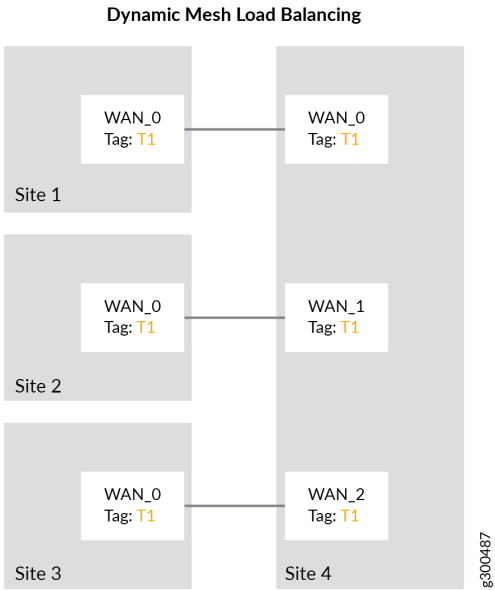 Dynamic Mesh Load Balancing
WAN_0
Tag: T1
WAN_0
Tag: T1
Site 1
WAN_0
Tag: T1
WAN_1
Tag: T1
Site 2
WAN_0
Tag: T1
WAN_2
Tag: T1
Site 3
Site 4
g300487